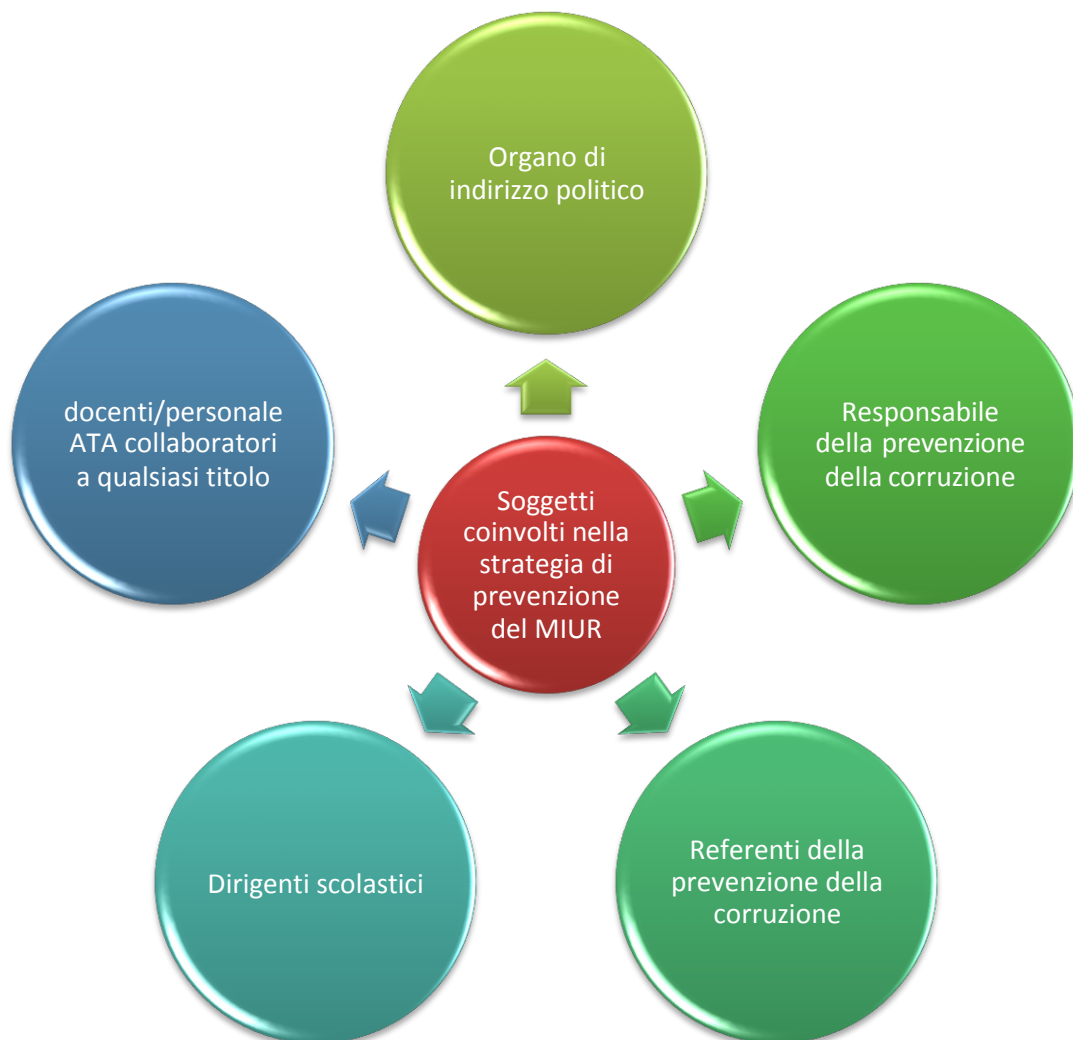 Organo di
indirizzo politico
docenti/personale
ATA collaboratori
a qualsiasi titolo
Responsabile
della prevenzione
della corruzione
Soggetti
coinvolti nella
strategia di
prevenzione
del MIUR
Dirigenti scolastici
Referenti della
prevenzione della
corruzione